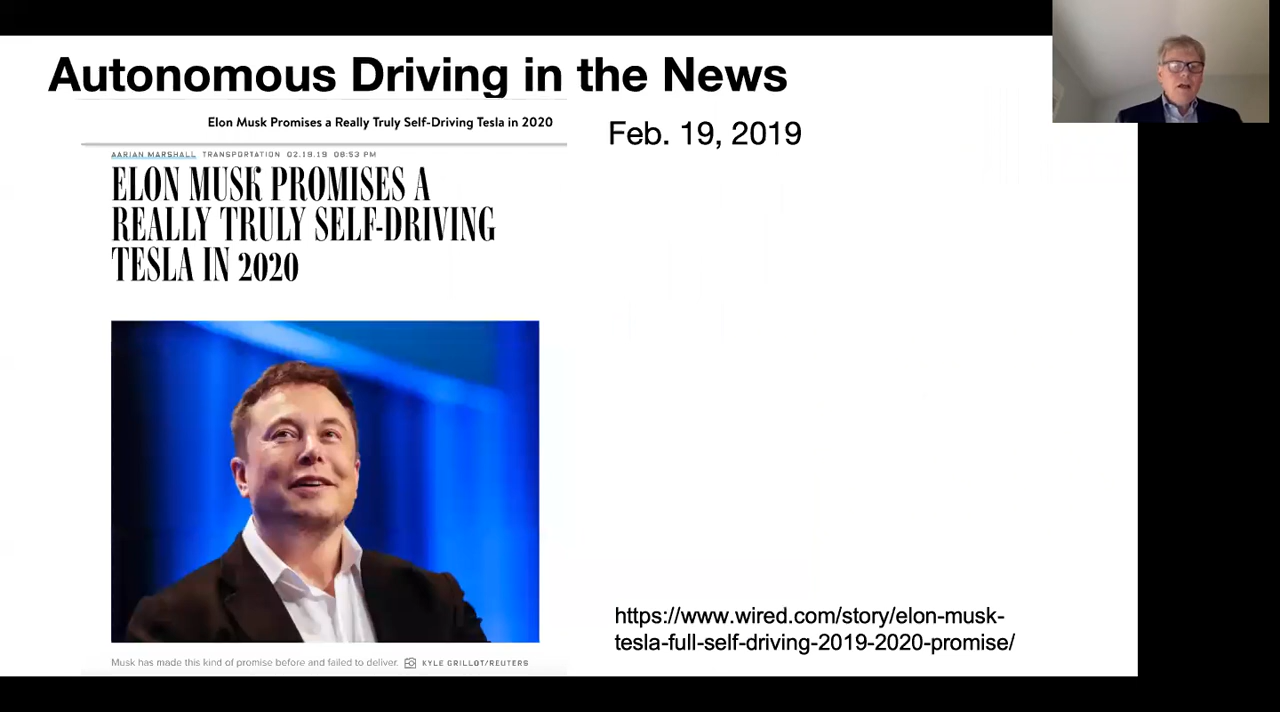 Autonomous Driving in the News
Elon Musk Promises a Really Truly Self-Driving Tesla in 2020
Feb. 19, 2019
AARIAN MARSHALL TRANSPORTATION 02.19.19 08:53 PM
ELON MUSK PROMISES A
REALLY TRULY SELF-DRIVING
TESLA IN 2020
https://www.wired.com/story/elon-musk-
tesla-full-self-driving-2019-2020-promise/
Musk has made this kind of promise before and failed to deliver. KYLE GRILLOT/REUTERS